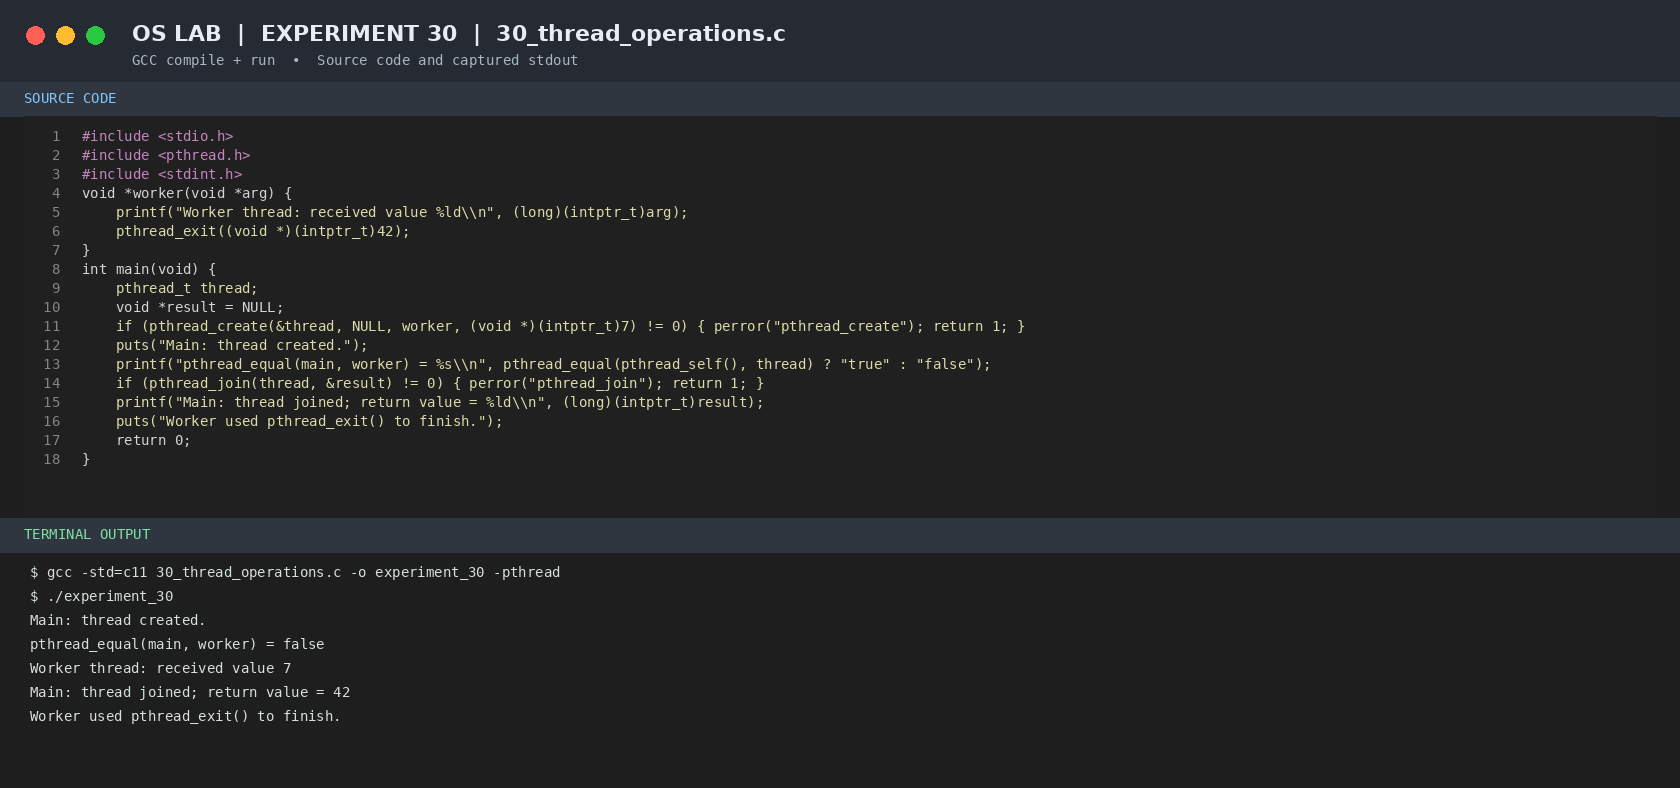 OS LAB | EXPERIMENT 30 | 30_thread_operations.c
GCC compile + run • Source code and captured stdout
SOURCE CODE
1 #include <stdio.h>
2 #include <pthread.h>
3 #include <stdint.h>
4 void *worker(void *arg) {
5     printf("Worker thread: received value %ld\\n", (long)(intptr_t)arg);
6     pthread_exit((void *)(intptr_t)42);
7 }
8 int main(void) {
9     pthread_t thread;
10     void *result = NULL;
11     if (pthread_create(&thread, NULL, worker, (void *)(intptr_t)7) != 0) { perror("pthread_create"); return 1; }
12     puts("Main: thread created.");
13     printf("pthread_equal(main, worker) = %s\\n", pthread_equal(pthread_self(), thread) ? "true" : "false");
14     if (pthread_join(thread, &result) != 0) { perror("pthread_join"); return 1; }
15     printf("Main: thread joined; return value = %ld\\n", (long)(intptr_t)result);
16     puts("Worker used pthread_exit() to finish.");
17     return 0;
18 }
TERMINAL OUTPUT
$ gcc -std=c11 30_thread_operations.c -o experiment_30 -pthread
$ ./experiment_30
Main: thread created.
pthread_equal(main, worker) = false
Worker thread: received value 7
Main: thread joined; return value = 42
Worker used pthread_exit() to finish.